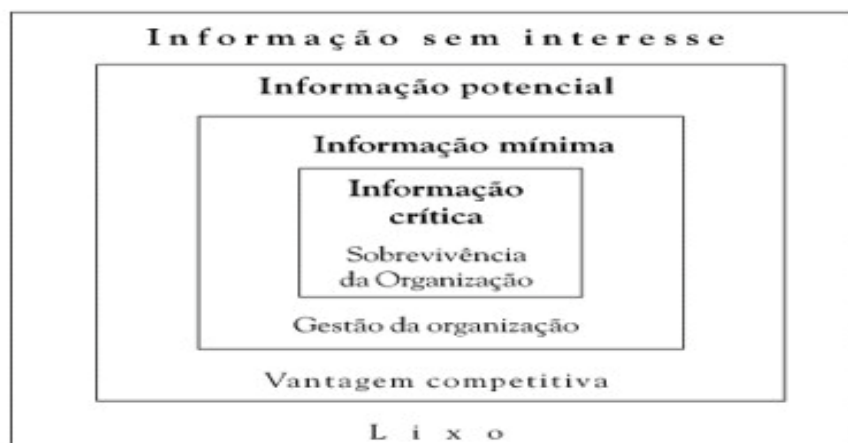 Informação sem interesse
Informação potencial
Informação mínima
Informação
crítica
Sobrevivência
da Organização
Gestão da organização
Vantagem competitiva
Lixo